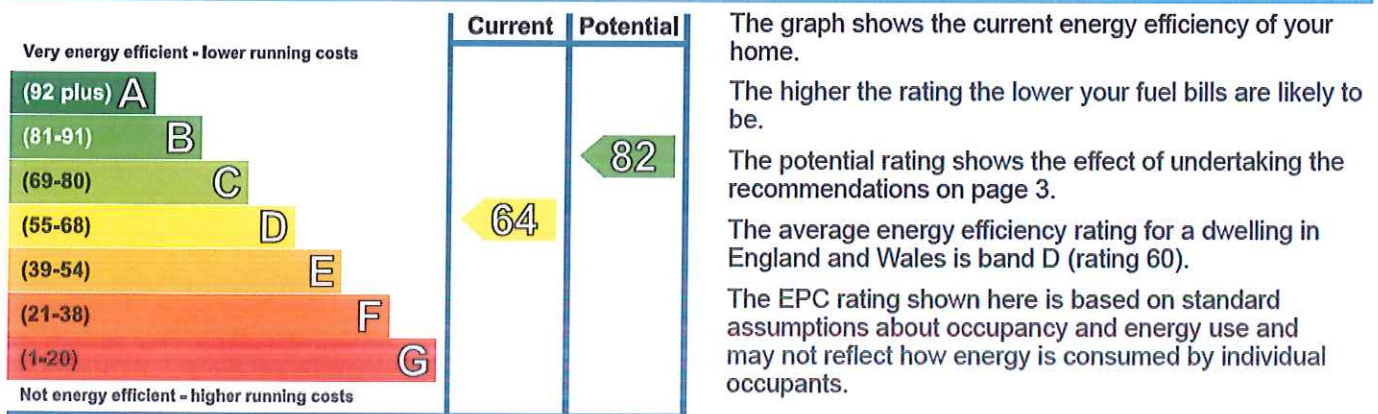 Current Potential
Very energy efficient - lower running costs
(92 plus) A
(81-91) B
(69-80) C
(55-68) D
(39-54) E
(21-38) F
(1-20) G
82
64
Not energy efficient - higher running costs
The graph shows the current energy efficiency of your
home.
The higher the rating the lower your fuel bills are likely to
be.
The potential rating shows the effect of undertaking the
recommendations on page 3.
The average energy efficiency rating for a dwelling in
England and Wales is band D (rating 60).
The EPC rating shown here is based on standard
assumptions about occupancy and energy use and
may not reflect how energy is consumed by individual
occupants.